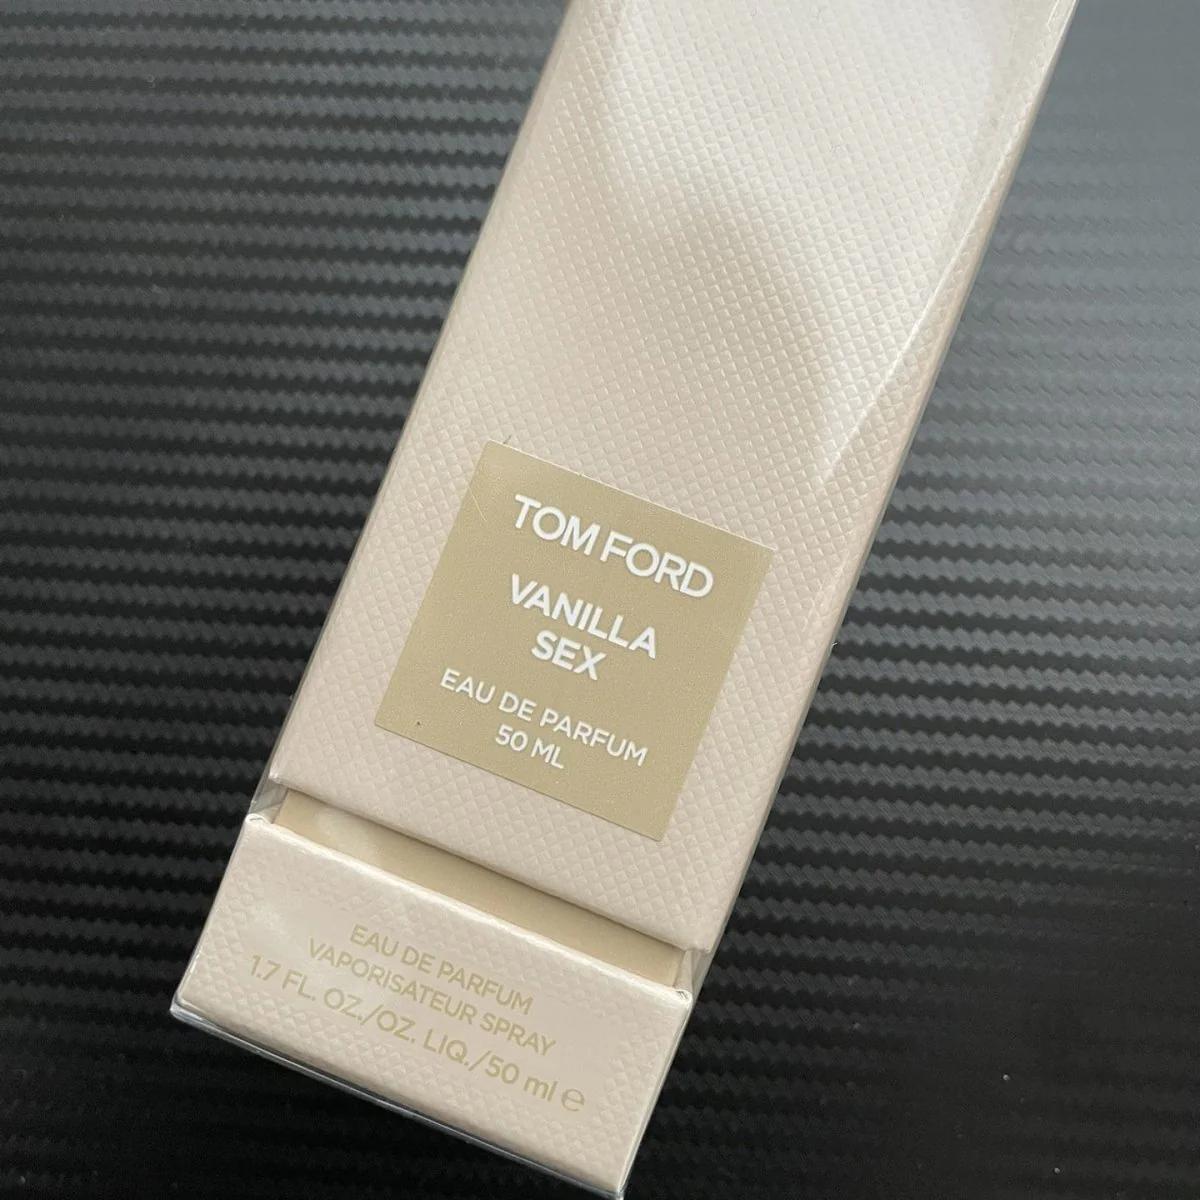 TOM FORD
VANILLA
SEX
EAU DE PARFUM
50 ML
EAU DE PARFUM
VAPORISATEUR SPRAY
1.7 FL. OZ./OZ. LIQ./50 ml ℮